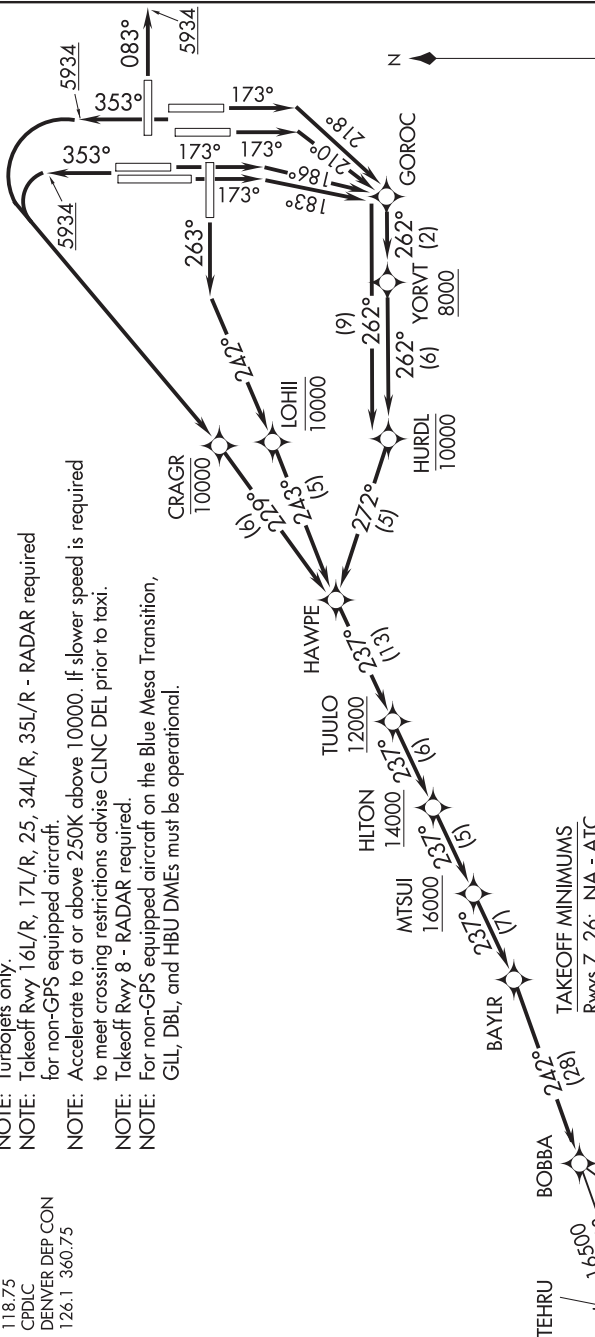 118.75
CPDLC
DENVER DEP CON
126.1 360.75
NOTE: Turbojets only.
NOTE: Takeoff Rwy 16L/R, 17L/R, 25, 34L/R, 35L/R - RADAR required
for non-GPS equipped aircraft.
NOTE: Accelerate to at or above 250K above 10000. If slower speed is required
to meet crossing restrictions advise CLNC DEL prior to taxi.
NOTE: Takeoff Rwy 8 - RADAR required.
NOTE: For non-GPS equipped aircraft on the Blue Mesa Transition,
GLL, DBL, and HBU DMEs must be operational.
5934
083°
5934
353°
5934
353°
173°
173°
173°
173°
218°
210°
186°
183°
263°
242°
N
GOROC
262°
(2)
YORVT
8000
(9)
262°
262°
(6)
HURDL
10000
LOHII
10000
CRAGR
10000
229°
(6)
243°
(5)
272°
(5)
HAWPE
237°
(13)
TUULO
12000
237°
(6)
HLTON
14000
237°
(5)
MTSUI
16000
237°
(7)
BAYLR
242°
(28)
BOBBA
TEHRU
16500
TAKEOFF MINIMUMS
Rwys 7, 26: NA - ATC